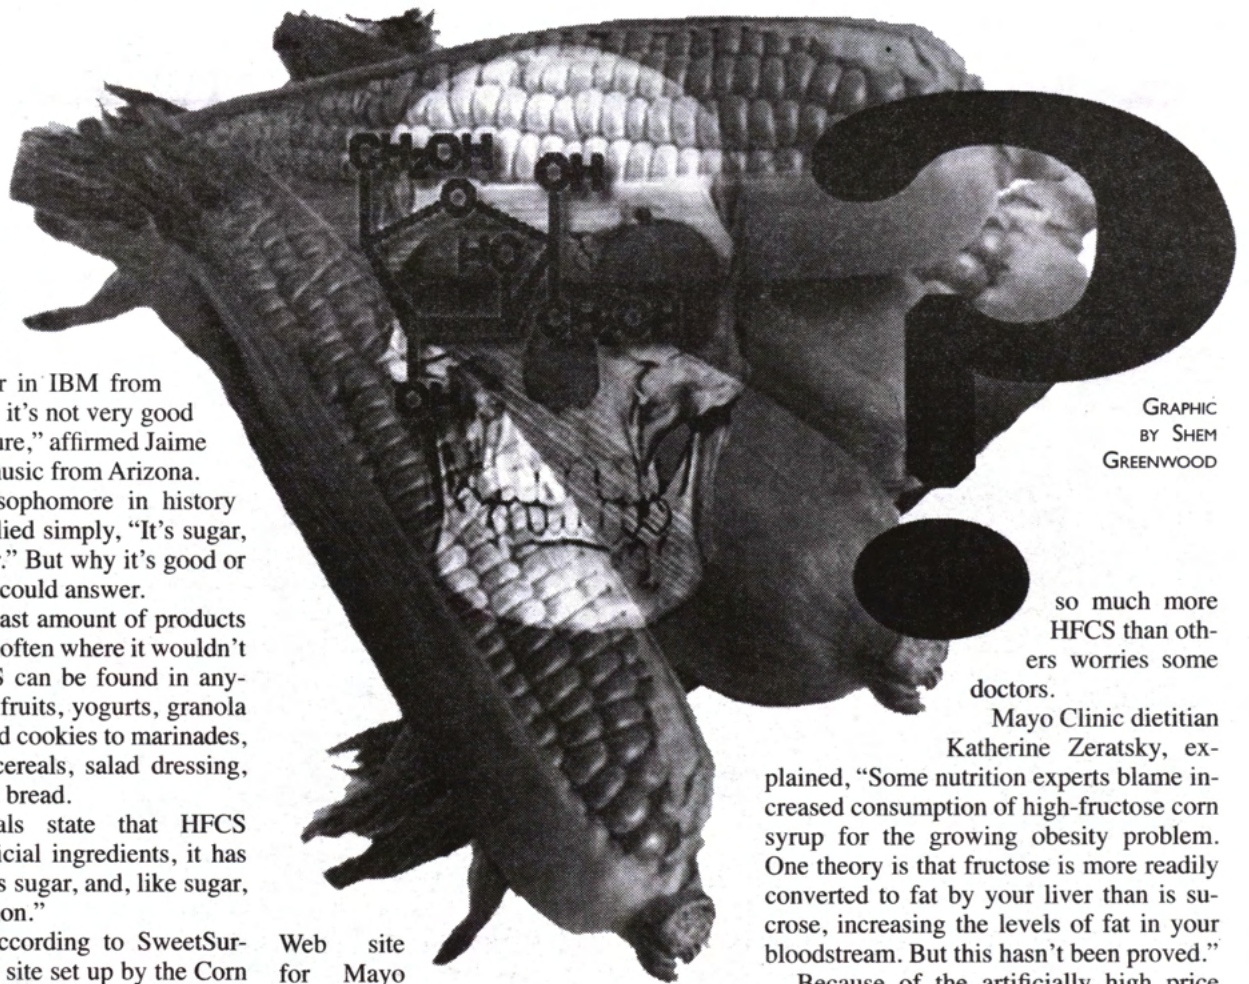 r in IBM from
it's not very good
ure," affirmed Jaime
usic from Arizona.
sophomore in history
lied simply, "It's sugar,
." But why it's good or
could answer.
ast amount of products
often where it wouldn't
S can be found in any-
fruits, yogurts, granola
d cookies to marinades,
cereals, salad dressing,
bread.
als state that HFCS
icial ingredients, it has
s sugar, and, like sugar,
on."
ccording to SweetSur-
site set up by the Corn
Web site
for Mayo
CH₂OH
O
OH
HO
CH₂OH
OH
?
GRAPHIC
BY SHEM
GREENWOOD
so much more
HFCS than oth-
ers worries some
doctors.
Mayo Clinic dietitian
Katherine Zeratsky, ex-
plained, "Some nutrition experts blame in-
creased consumption of high-fructose corn
syrup for the growing obesity problem.
One theory is that fructose is more readily
converted to fat by your liver than is su-
crose, increasing the levels of fat in your
bloodstream. But this hasn't been proved."
Because of the artificially high price